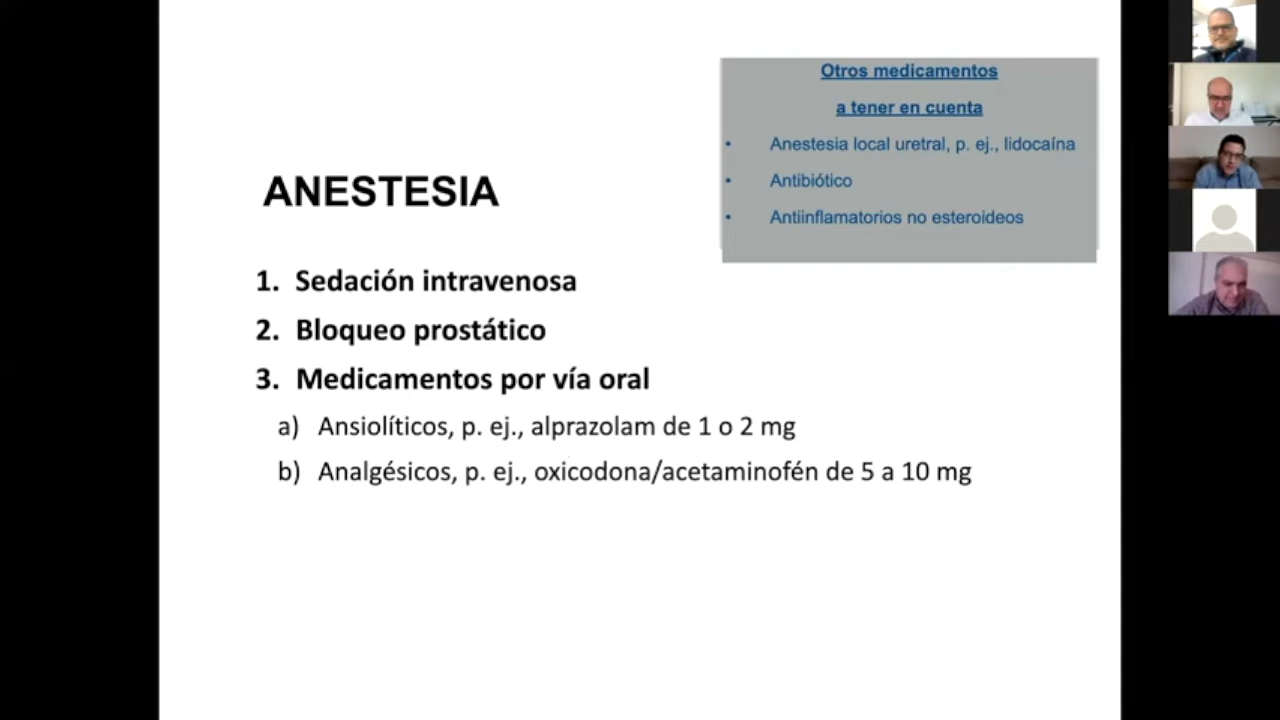 Otros medicamentos
a tener en cuenta
• Anestesia local uretral, p. ej., lidocaína
• Antibiótico
• Antiinflamatorios no esteroideos
ANESTESIA
1. Sedación intravenosa
2. Bloqueo prostático
3. Medicamentos por vía oral
a) Ansiolíticos, p. ej., alprazolam de 1 o 2 mg
b) Analgésicos, p. ej., oxicodona/acetaminofén de 5 a 10 mg